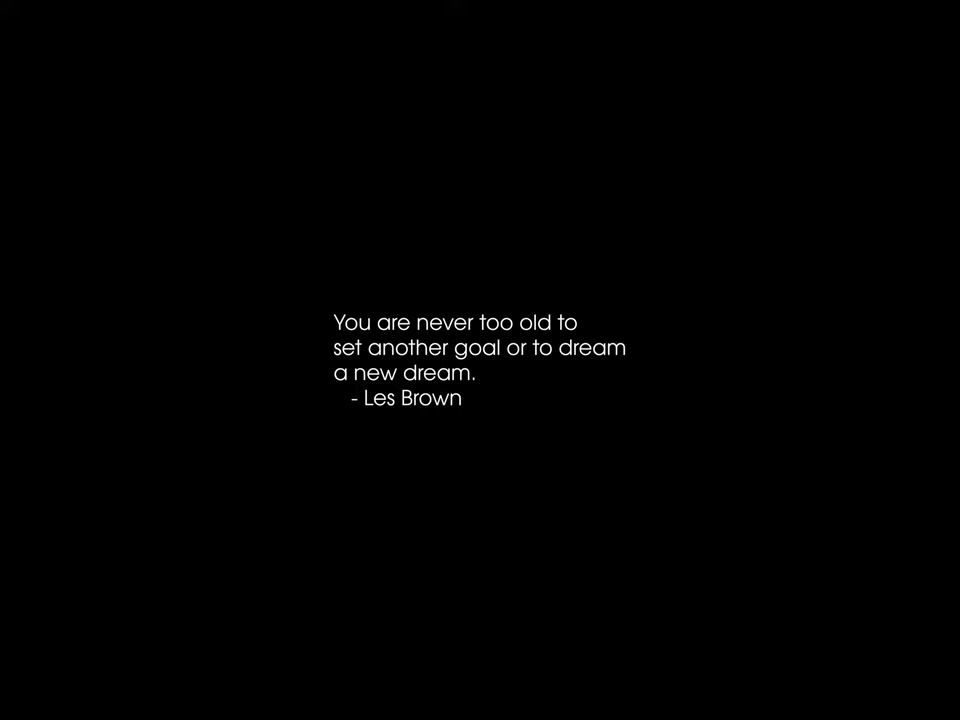 You are never too old to
set another goal or to dream
a new dream.
- Les Brown